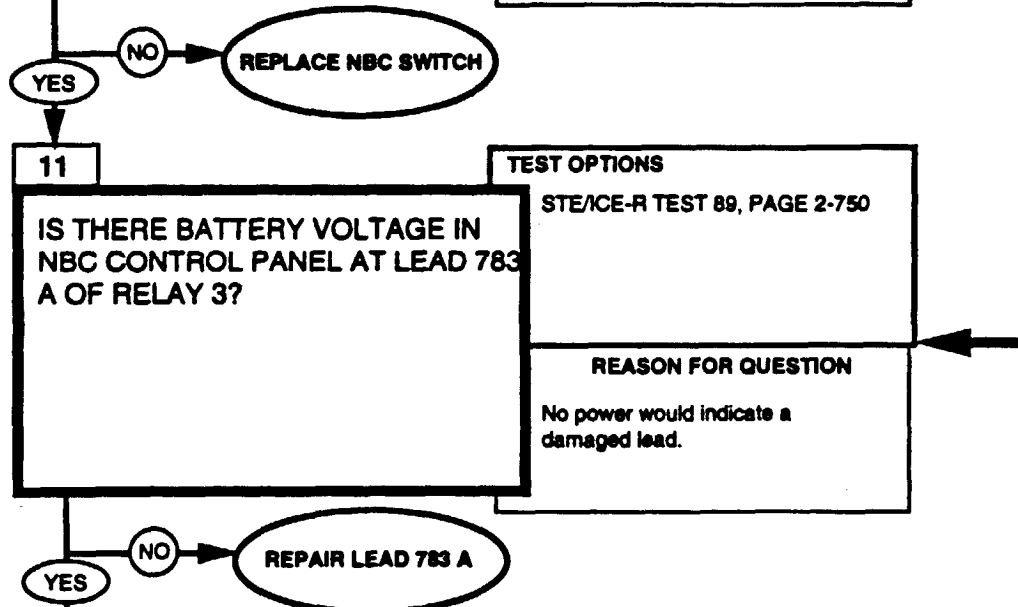 NO
REPLACE NBC SWITCH
YES
11
IS THERE BATTERY VOLTAGE IN
NBC CONTROL PANEL AT LEAD 783
A OF RELAY 3?
TEST OPTIONS
STE/ICE-R TEST 89, PAGE 2-750
REASON FOR QUESTION
No power would indicate a
damaged lead.
NO
REPAIR LEAD 783 A
YES